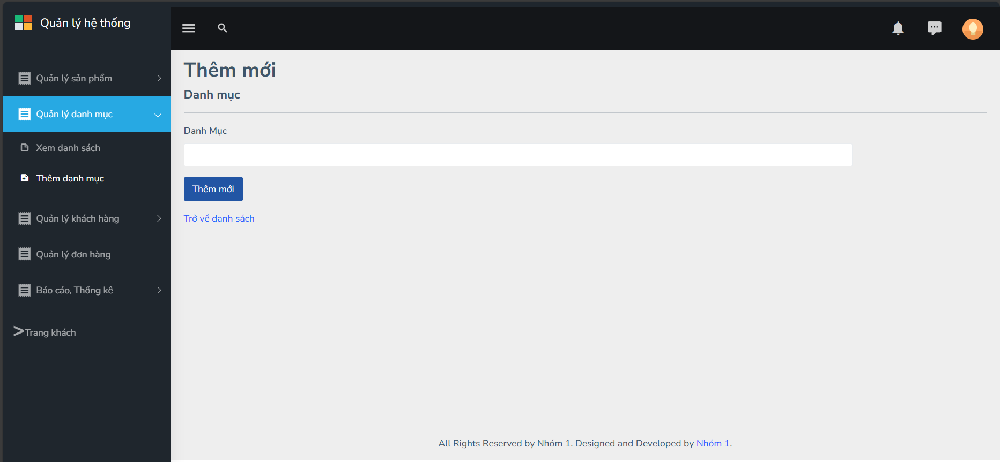 Quản lý hệ thống
Quản lý sản phẩm
Quản lý danh mục
Xem danh sách
Thêm danh mục
Quản lý khách hàng
Quản lý đơn hàng
Báo cáo, Thống kê
>Trang khách
Thêm mới
Danh mục
Danh Mục
Thêm mới
Trở về danh sách
All Rights Reserved by Nhóm 1. Designed and Developed by Nhóm 1.